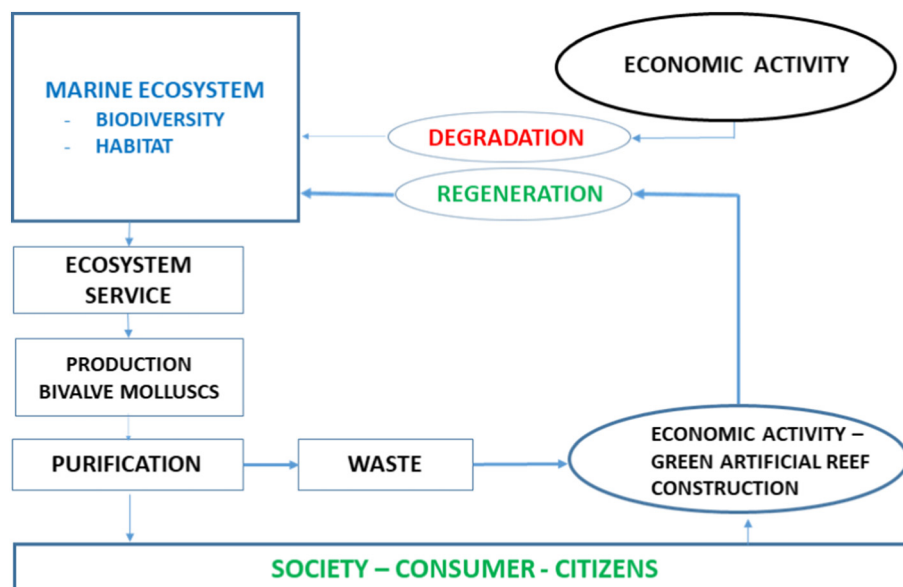 MARINE ECOSYSTEM
- BIODIVERSITY
- HABITAT
ECONOMIC ACTIVITY
DEGRADATION
REGENERATION
ECOSYSTEM
SERVICE
PRODUCTION
BIVALVE MOLLUSCS
PURIFICATION
WASTE
ECONOMIC ACTIVITY –
GREEN ARTIFICIAL REEF
CONSTRUCTION
SOCIETY – CONSUMER - CITIZENS